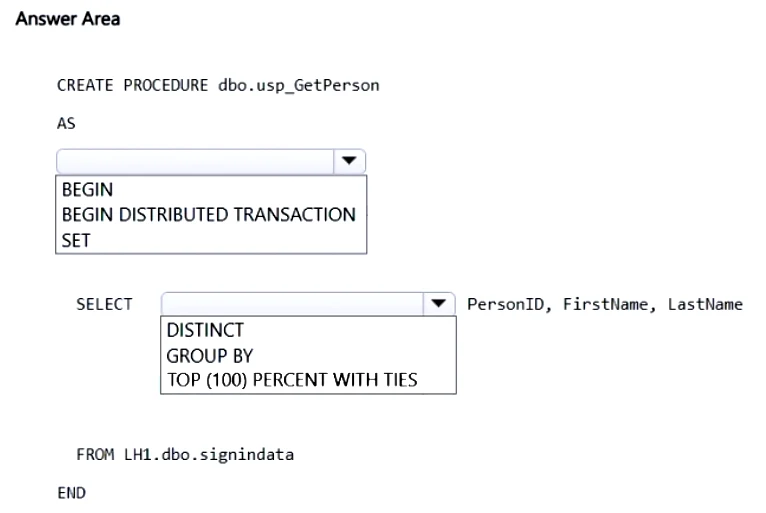 Answer Area
CREATE PROCEDURE dbo.usp_GetPerson
AS
BEGIN
BEGIN DISTRIBUTED TRANSACTION
SET
SELECT PersonID, FirstName, LastName
DISTINCT
GROUP BY
TOP (100) PERCENT WITH TIES
FROM LH1.dbo.signindata
END